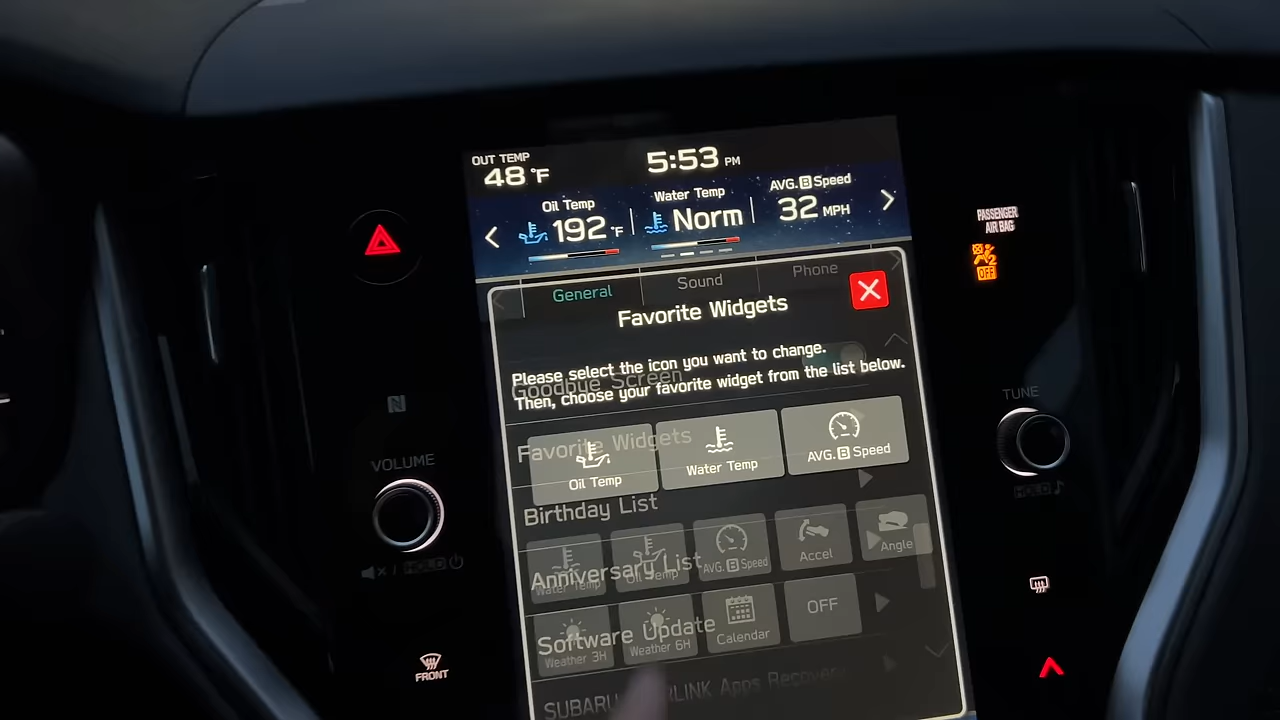 OUT TEMP
48 °F
5:53 PM
Oil Temp
192 °F
Water Temp
Norm
AVG. B Speed
32 MPH
PASSENGER
AIR BAG
2
OFF
General
Sound
Phone
Favorite Widgets
Please select the icon you want to change.
Goodbye Screen
Then, choose your favorite widget from the list below.
Favorite Widgets
Oil Temp
Water Temp
AVG. B Speed
Birthday List
Water Temp
Oil Temp
AVG. B Speed
Accel
Angle
Anniversary List
Weather 3H
Weather 6H
Calendar
OFF
Software Update
SUBARU
LINK Apps Recovery
N
VOLUME
HOLD
FRONT
TUNE
HOLD